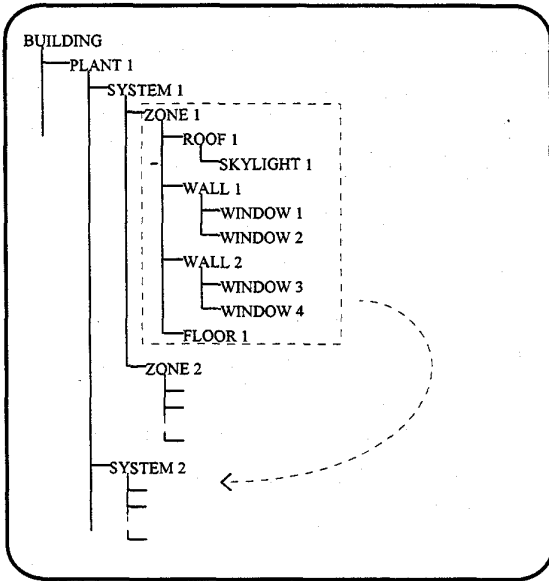 BUILDING
PLANT 1
SYSTEM 1
ZONE 1
ROOF 1
SKYLIGHT 1
WALL 1
WINDOW 1
WINDOW 2
WALL 2
WINDOW 3
WINDOW 4
FLOOR 1
ZONE 2
SYSTEM 2